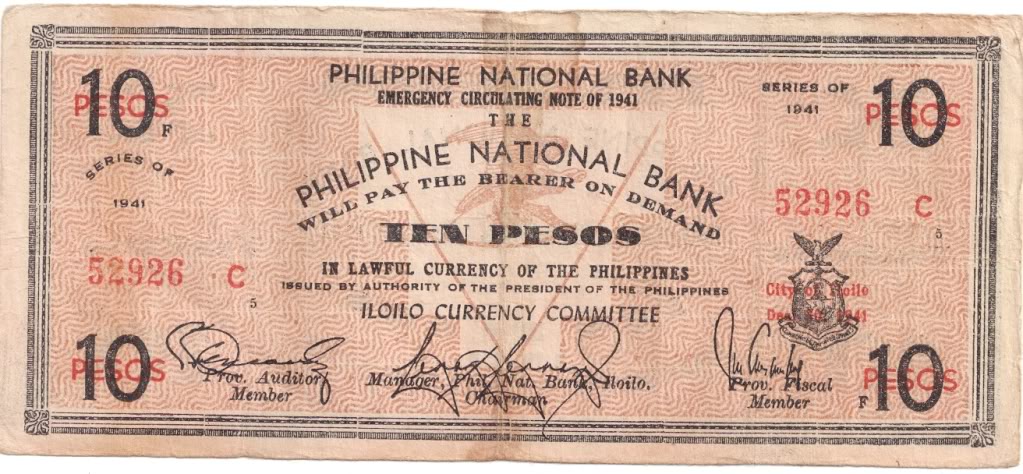 PHILIPPINE NATIONAL BANK
EMERGENCY CIRCULATING NOTE OF 1941
THE
PHILIPPINE NATIONAL BANK
WILL PAY THE BEARER ON DEMAND
TEN PESOS
IN LAWFUL CURRENCY OF THE PHILIPPINES
ISSUED BY AUTHORITY OF THE PRESIDENT OF THE PHILIPPINES
ILOILO CURRENCY COMMITTEE
10 PESOS F
SERIES OF
1941
52926 C
5
10 PESOS
SERIES OF
1941
10 PESOS
52926 C
5
City of Iloilo
1941
F 10 PESOS
Prov. Auditor
Member
Manager, Phil. Nat. Bank, Iloilo.
Chairman
Prov. Fiscal
Member